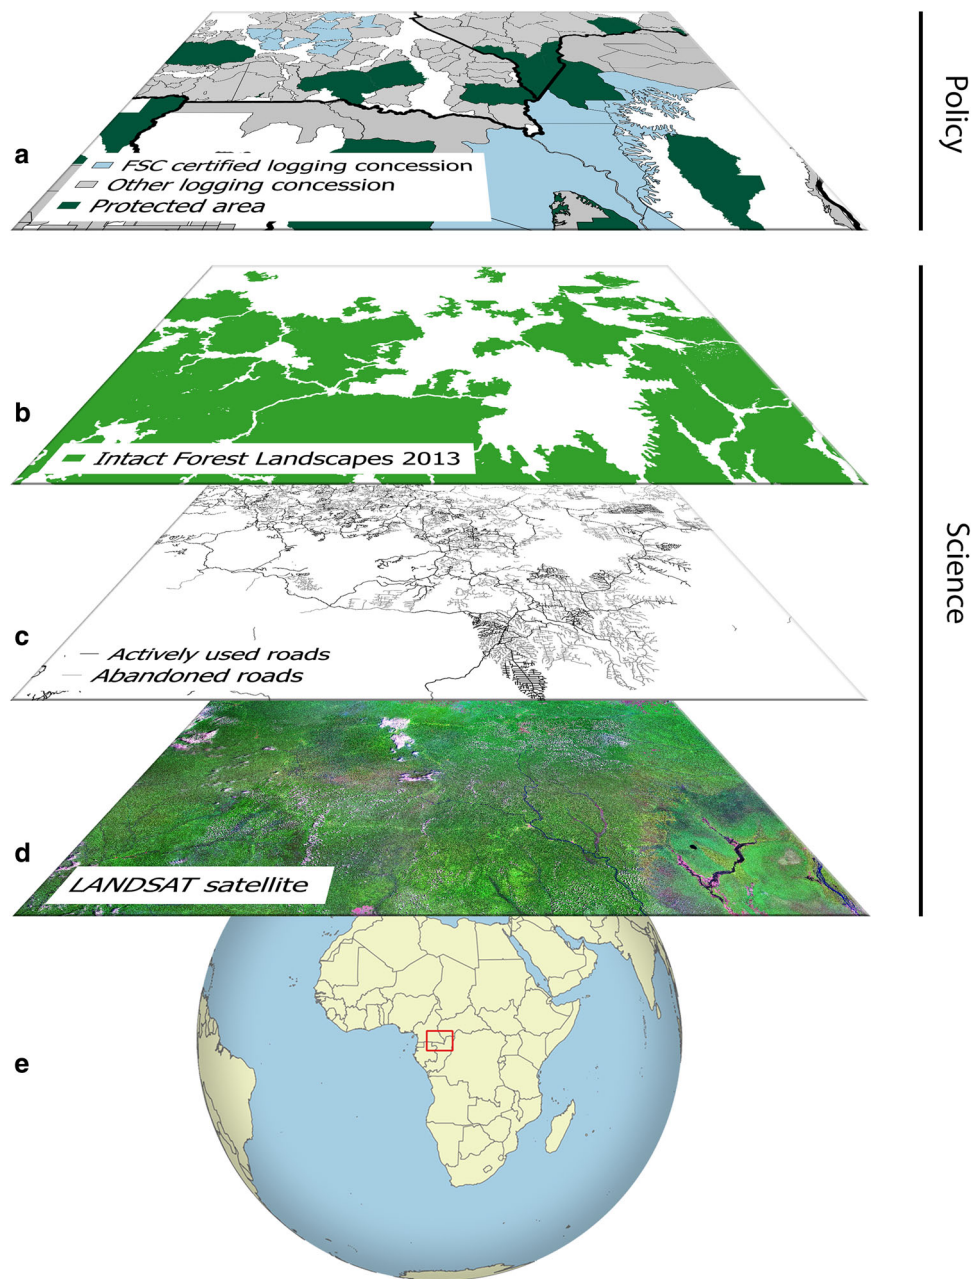 Policy
a
FSC certified logging concession
Other logging concession
Protected area
Science
b
Intact Forest Landscapes 2013
c
Actively used roads
Abandoned roads
d
LANDSAT satellite
e